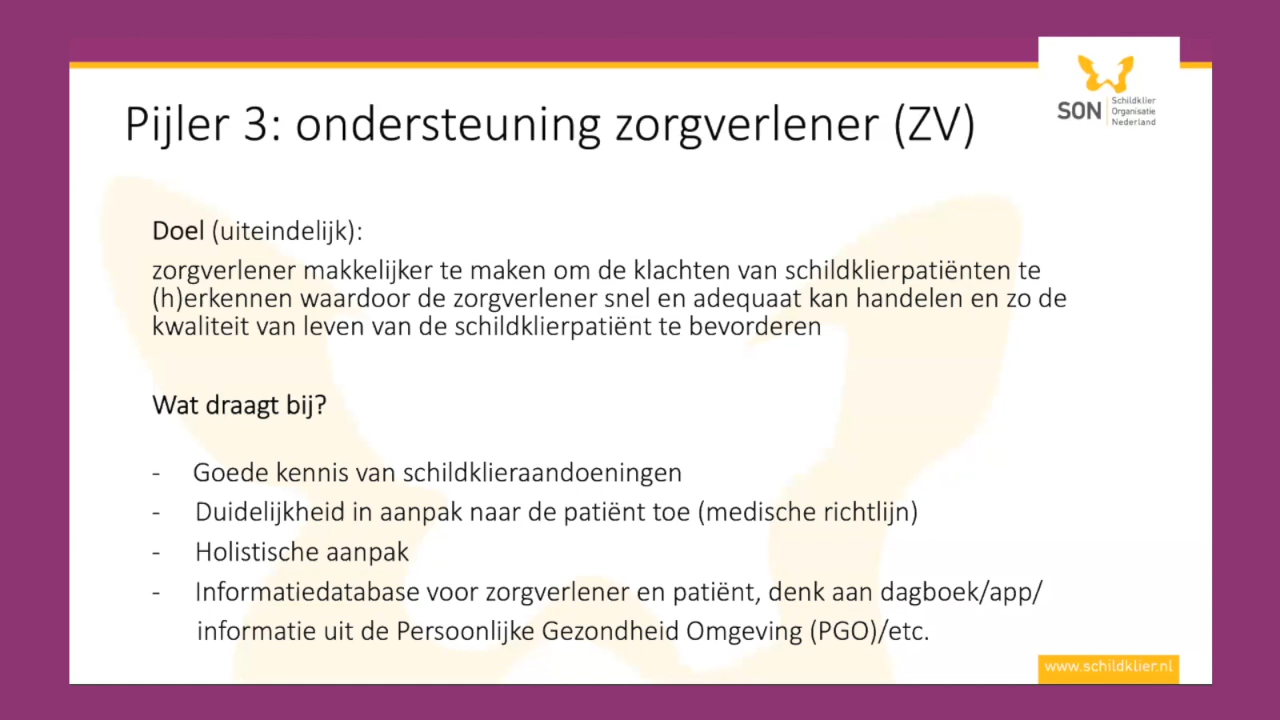 SON
Schildklier
Organisatie
Nederland
Pijler 3: ondersteuning zorgverlener (ZV)
Doel (uiteindelijk):
zorgverlener makkelijker te maken om de klachten van schildklierpatiënten te
(h)erkennen waardoor de zorgverlener snel en adequaat kan handelen en zo de
kwaliteit van leven van de schildklierpatiënt te bevorderen
Wat draagt bij?
- Goede kennis van schildklieraandoeningen
- Duidelijkheid in aanpak naar de patiënt toe (medische richtlijn)
- Holistische aanpak
- Informatiedatabase voor zorgverlener en patiënt, denk aan dagboek/app/
informatie uit de Persoonlijke Gezondheid Omgeving (PGO)/etc.
www.schildklier.nl